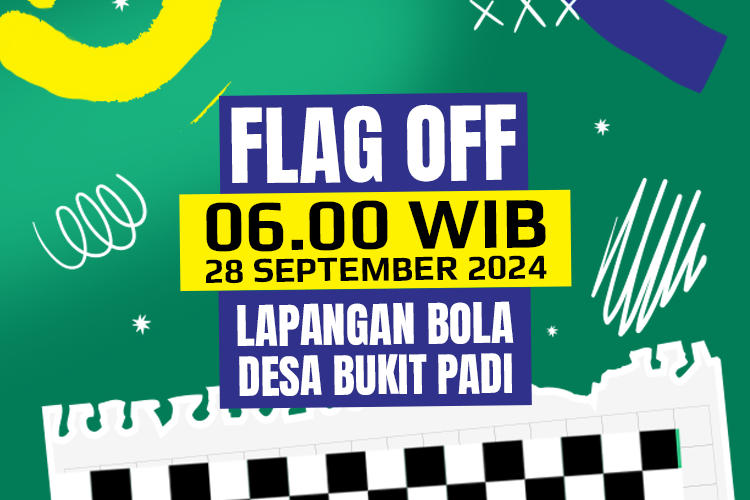 FLAG OFF
06.00 WIB
28 SEPTEMBER 2024
LAPANGAN BOLA
DESA BUKIT PADI